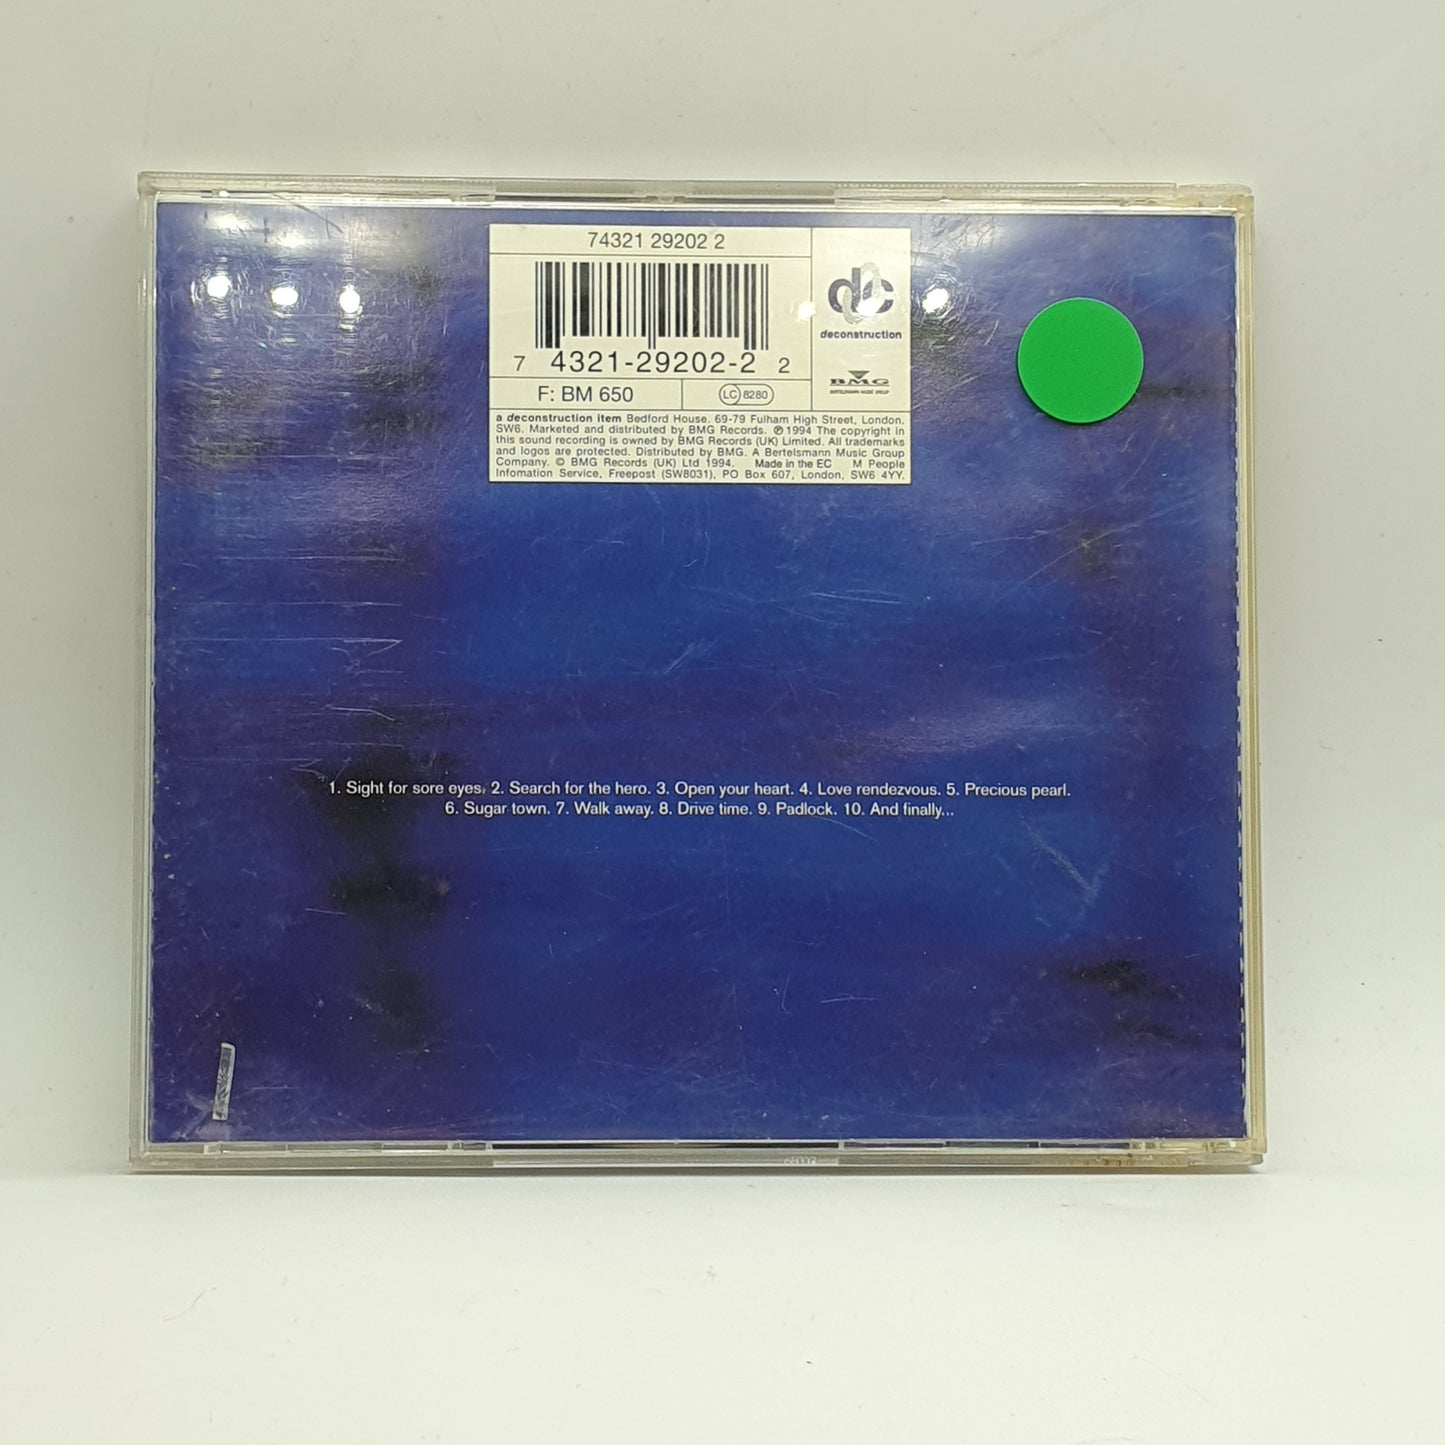 74321 29202 2
7 4321-29202-2 2
F: BM 650
LC 8280
dc
deconstruction
BMG
BERTELSMANN MUSIC GROUP
a deconstruction item Bedford House. 69-79 Fulham High Street, London.
SW6. Marketed and distributed by BMG Records. ℗ 1994 The copyright in
this sound recording is owned by BMG Records (UK) Limited. All trademarks
and logos are protected. Distributed by BMG. A Bertelsmann Music Group
Company. © BMG Records (UK) Ltd 1994. Made in the EC M People
Infomation Service, Freepost (SW8031), PO Box 607, London, SW6 4YY.
1. Sight for sore eyes. 2. Search for the hero. 3. Open your heart. 4. Love rendezvous. 5. Precious pearl.
6. Sugar town. 7. Walk away. 8. Drive time. 9. Padlock. 10. And finally...